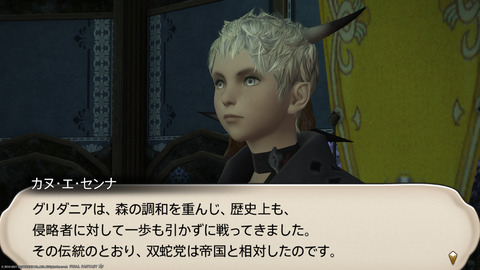 カヌ・エ・センナ
グリダニアは、森の調和を重んじ、歴史上も、
侵略者に対して一歩も引かずに戦ってきました。
その伝統のとおり、双蛇党は帝国と相対したのです。